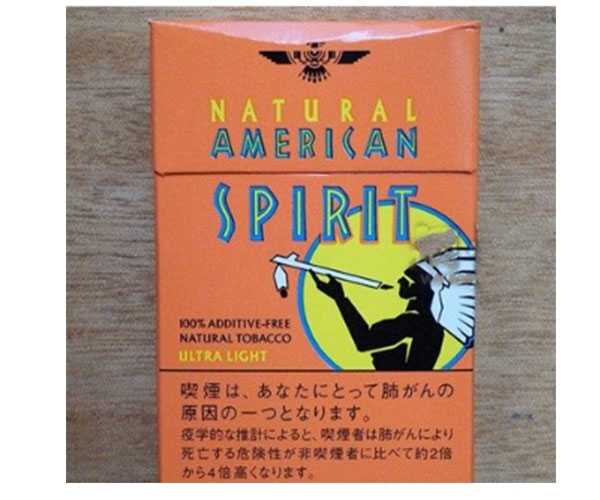 NATURAL
AMERICAN
SPIRIT
100% ADDITIVE-FREE
NATURAL TOBACCO
ULTRA LIGHT
喫煙は、あなたにとって肺がんの
原因の一つとなります。
疫学的な推計によると、喫煙者は肺がんにより
死亡する危険性が非喫煙者に比べて約2倍
から4倍高くなります。